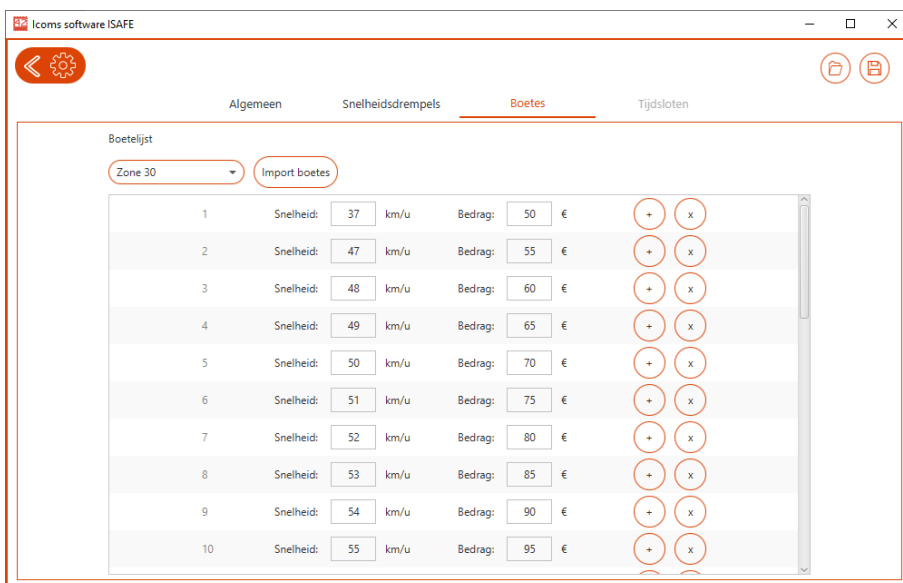 Icoms software ISAFE
Algemeen Snelheidsdrempels Boetes Tijdsloten
Boetelijst
Zone 30 Import boetes
1 Snelheid: 37 km/u Bedrag: 50 € + x
2 Snelheid: 47 km/u Bedrag: 55 € + x
3 Snelheid: 48 km/u Bedrag: 60 € + x
4 Snelheid: 49 km/u Bedrag: 65 € + x
5 Snelheid: 50 km/u Bedrag: 70 € + x
6 Snelheid: 51 km/u Bedrag: 75 € + x
7 Snelheid: 52 km/u Bedrag: 80 € + x
8 Snelheid: 53 km/u Bedrag: 85 € + x
9 Snelheid: 54 km/u Bedrag: 90 € + x
10 Snelheid: 55 km/u Bedrag: 95 € + x